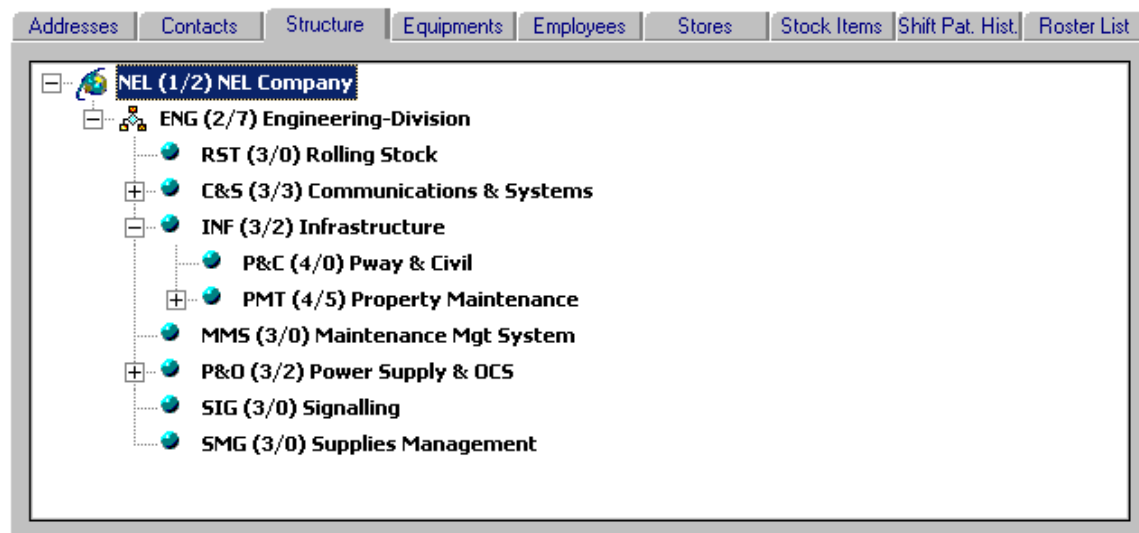 Addresses Contacts Structure Equipments Employees Stores Stock Items Shift Pat. Hist. Roster List
NEL (1/2) NEL Company
ENG (2/7) Engineering-Division
RST (3/0) Rolling Stock
C&S (3/3) Communications & Systems
INF (3/2) Infrastructure
P&C (4/0) Pway & Civil
PMT (4/5) Property Maintenance
MMS (3/0) Maintenance Mgt System
P&O (3/2) Power Supply & OCS
SIG (3/0) Signalling
SMG (3/0) Supplies Management